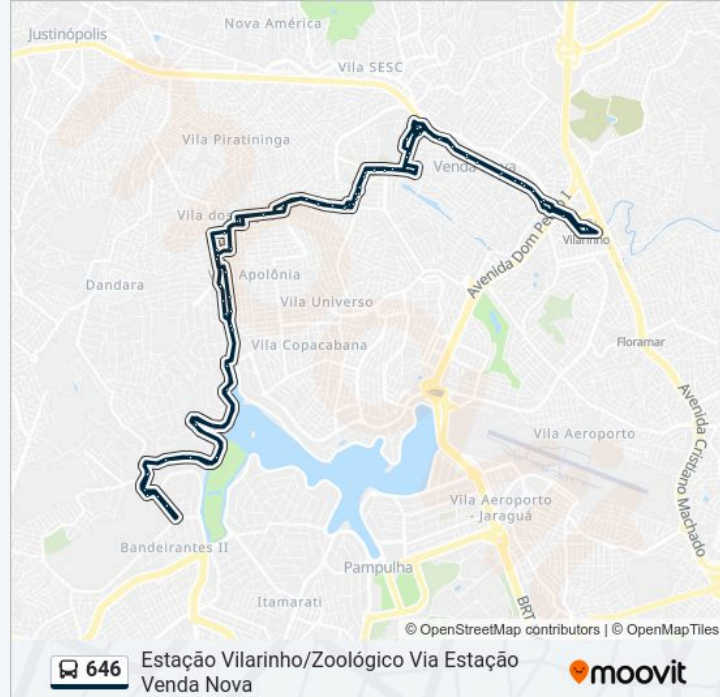 Nova América
Justinópolis
Vila SESC
Vila Piratininga
Venda Nova
Vila dos
Vilarinho
Avenida Dom Pedro I
Dandara
Apolônia
Vila Universo
Vila Copacabana
Floramar
Avenida Cristiano Machado
Vila Aeroporto
Vila Aeroporto
- Jaraguá
Bandeirantes II
Pampulha
Itamarati
BRT
© OpenStreetMap contributors | © OpenMapTiles
646
Estação Vilarinho/Zoológico Via Estação
Venda Nova
moovit